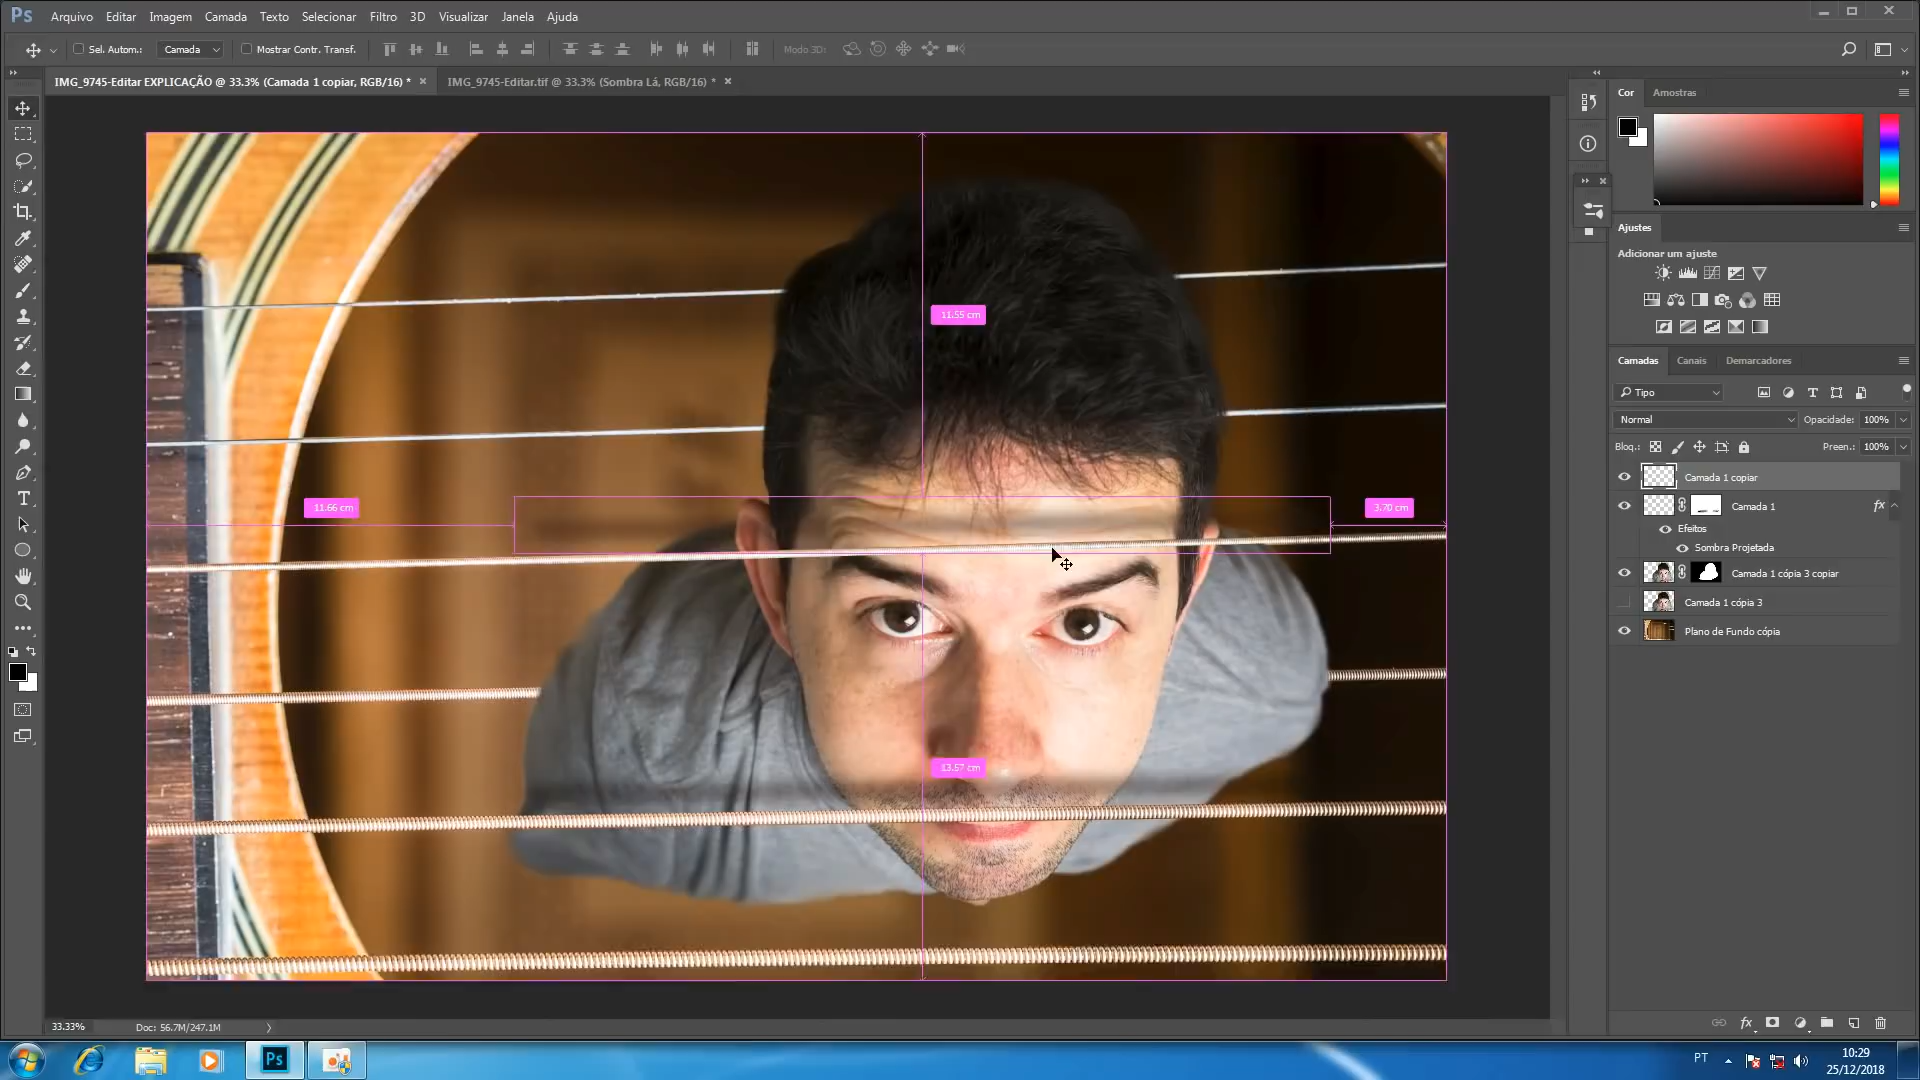 Ps Arquivo Editar Imagem Camada Texto Selecionar Filtro 3D Visualizar Janela Ajuda
Sel. Autom.: Camada Mostrar Contr. Transf. Modo 3D:
IMG_9745-Editar EXPLICAÇÃO @ 33.3% (Camada 1 copiar, RGB/16) * IMG_9745-Editar.tif @ 33.3% (Sombra Lá, RGB/16) *
Cor Amostras
Ajustes
Adicionar um ajuste
11.55 cm
Camadas Canais Demarcadores
Tipo
Normal Opacidade: 100%
Bloq.: Preen.: 100%
Camada 1 copiar
11.66 cm
3.70 cm
Camada 1 fx
Efeitos
Sombra Projetada
Camada 1 cópia 3 copiar
Camada 1 cópia 3
Plano de Fundo cópia
13.57 cm
33.33% Doc: 56.7M/247.1M
fx
Ps
PT
10:29
25/12/2018